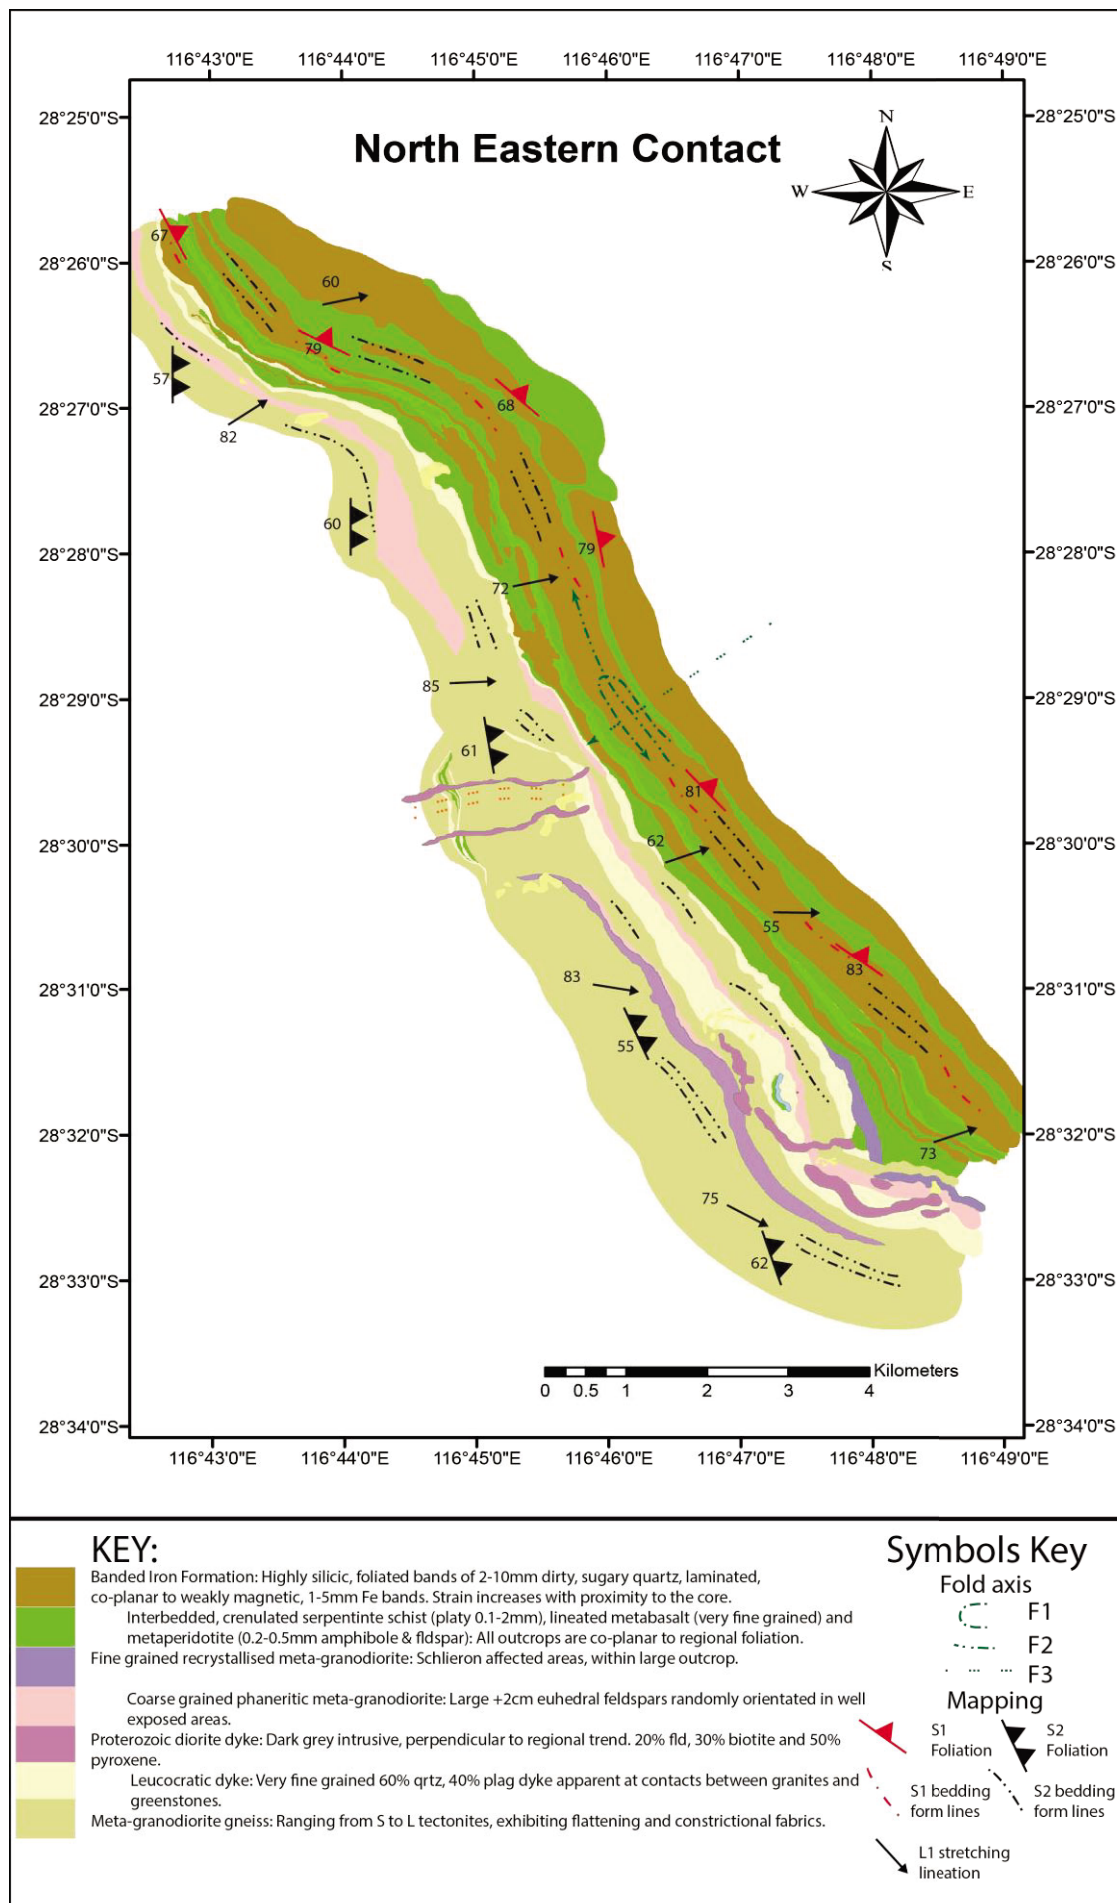 116°43'0"E 116°44'0"E 116°45'0"E 116°46'0"E 116°47'0"E 116°48'0"E 116°49'0"E
28°25'0"S 28°25'0"S
North Eastern Contact
N
W E
S
67
28°26'0"S 28°26'0"S
60
79
57
68
28°27'0"S 28°27'0"S
82
60
79
28°28'0"S 28°28'0"S
72
85
28°29'0"S 28°29'0"S
61
81
62
28°30'0"S 28°30'0"S
55
83
83
28°31'0"S 28°31'0"S
55
28°32'0"S 28°32'0"S
73
75
62
28°33'0"S 28°33'0"S
Kilometers
0 0.5 1 2 3 4
28°34'0"S 28°34'0"S
116°43'0"E 116°44'0"E 116°45'0"E 116°46'0"E 116°47'0"E 116°48'0"E 116°49'0"E
KEY:
Banded Iron Formation: Highly silicic, foliated bands of 2-10mm dirty, sugary quartz, laminated,
co-planar to weakly magnetic, 1-5mm Fe bands. Strain increases with proximity to the core.
Interbedded, crenulated serpentinte schist (platy 0.1-2mm), lineated metabasalt (very fine grained) and
metaperidotite (0.2-0.5mm amphibole & fldspar): All outcrops are co-planar to regional foliation.
Fine grained recrystallised meta-granodiorite: Schlieron affected areas, within large outcrop.
Coarse grained phaneritic meta-granodiorite: Large +2cm euhedral feldspars randomly orientated in well
exposed areas.
Proterozoic diorite dyke: Dark grey intrusive, perpendicular to regional trend. 20% fld, 30% biotite and 50%
pyroxene.
Leucocratic dyke: Very fine grained 60% qrtz, 40% plag dyke apparent at contacts between granites and
greenstones.
Meta-granodiorite gneiss: Ranging from S to L tectonites, exhibiting flattening and constrictional fabrics.
Symbols Key
Fold axis
F1
F2
F3
Mapping
S1
Foliation
S2
Foliation
S1 bedding
form lines
S2 bedding
form lines
L1 stretching
lineation